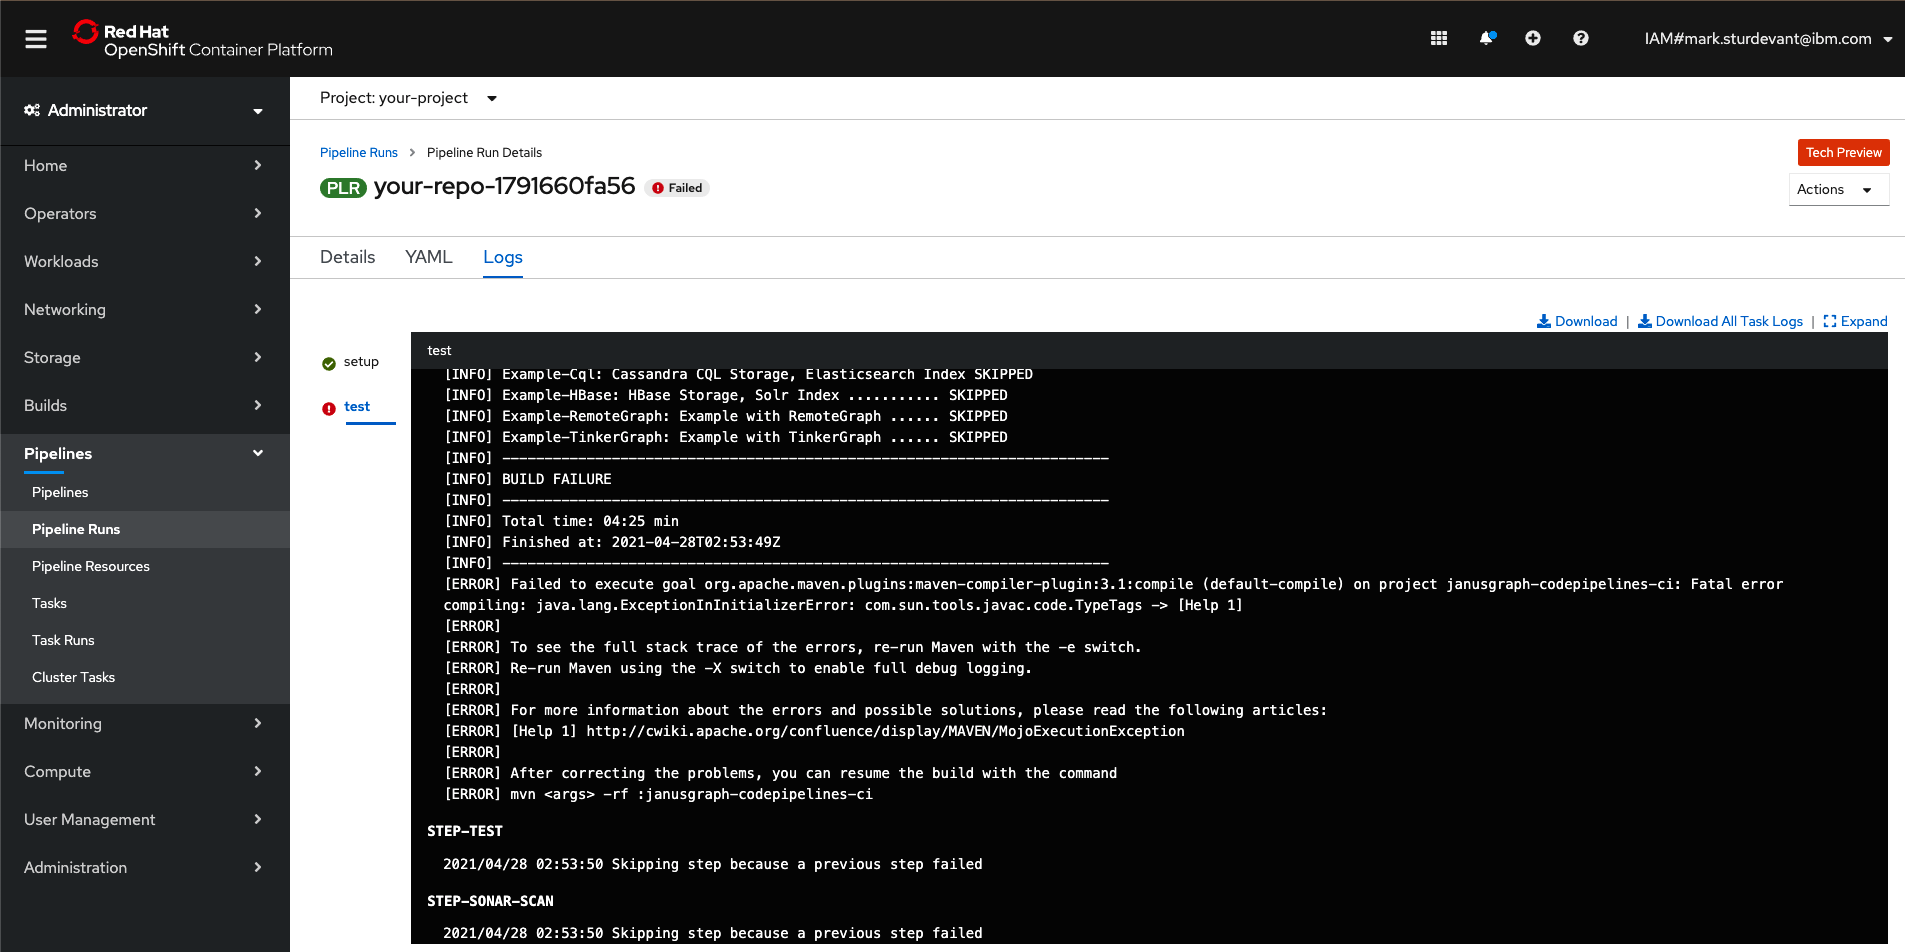 Red Hat
OpenShift Container Platform
IAM#mark.sturdevant@ibm.com
Administrator
Home
Operators
Workloads
Networking
Storage
Builds
Pipelines
Pipelines
Pipeline Runs
Pipeline Resources
Tasks
Task Runs
Cluster Tasks
Monitoring
Compute
User Management
Administration
Project: your-project
Pipeline Runs > Pipeline Run Details
Tech Preview
PLR your-repo-1791660fa56 Failed
Actions
Details YAML Logs
Download | Download All Task Logs | Expand
setup
test
test
[INFO] Example-Cql: Cassandra CQL Storage, Elasticsearch Index SKIPPED
[INFO] Example-HBase: HBase Storage, Solr Index ........... SKIPPED
[INFO] Example-RemoteGraph: Example with RemoteGraph ...... SKIPPED
[INFO] Example-TinkerGraph: Example with TinkerGraph ...... SKIPPED
[INFO] ------------------------------------------------------------------------
[INFO] BUILD FAILURE
[INFO] ------------------------------------------------------------------------
[INFO] Total time: 04:25 min
[INFO] Finished at: 2021-04-28T02:53:49Z
[INFO] ------------------------------------------------------------------------
[ERROR] Failed to execute goal org.apache.maven.plugins:maven-compiler-plugin:3.1:compile (default-compile) on project janusgraph-codepipelines-ci: Fatal error
compiling: java.lang.ExceptionInInitializerError: com.sun.tools.javac.code.TypeTags -> [Help 1]
[ERROR]
[ERROR] To see the full stack trace of the errors, re-run Maven with the -e switch.
[ERROR] Re-run Maven using the -X switch to enable full debug logging.
[ERROR]
[ERROR] For more information about the errors and possible solutions, please read the following articles:
[ERROR] [Help 1] http://cwiki.apache.org/confluence/display/MAVEN/MojoExecutionException
[ERROR]
[ERROR] After correcting the problems, you can resume the build with the command
[ERROR] mvn <args> -rf :janusgraph-codepipelines-ci
STEP-TEST
2021/04/28 02:53:50 Skipping step because a previous step failed
STEP-SONAR-SCAN
2021/04/28 02:53:50 Skipping step because a previous step failed